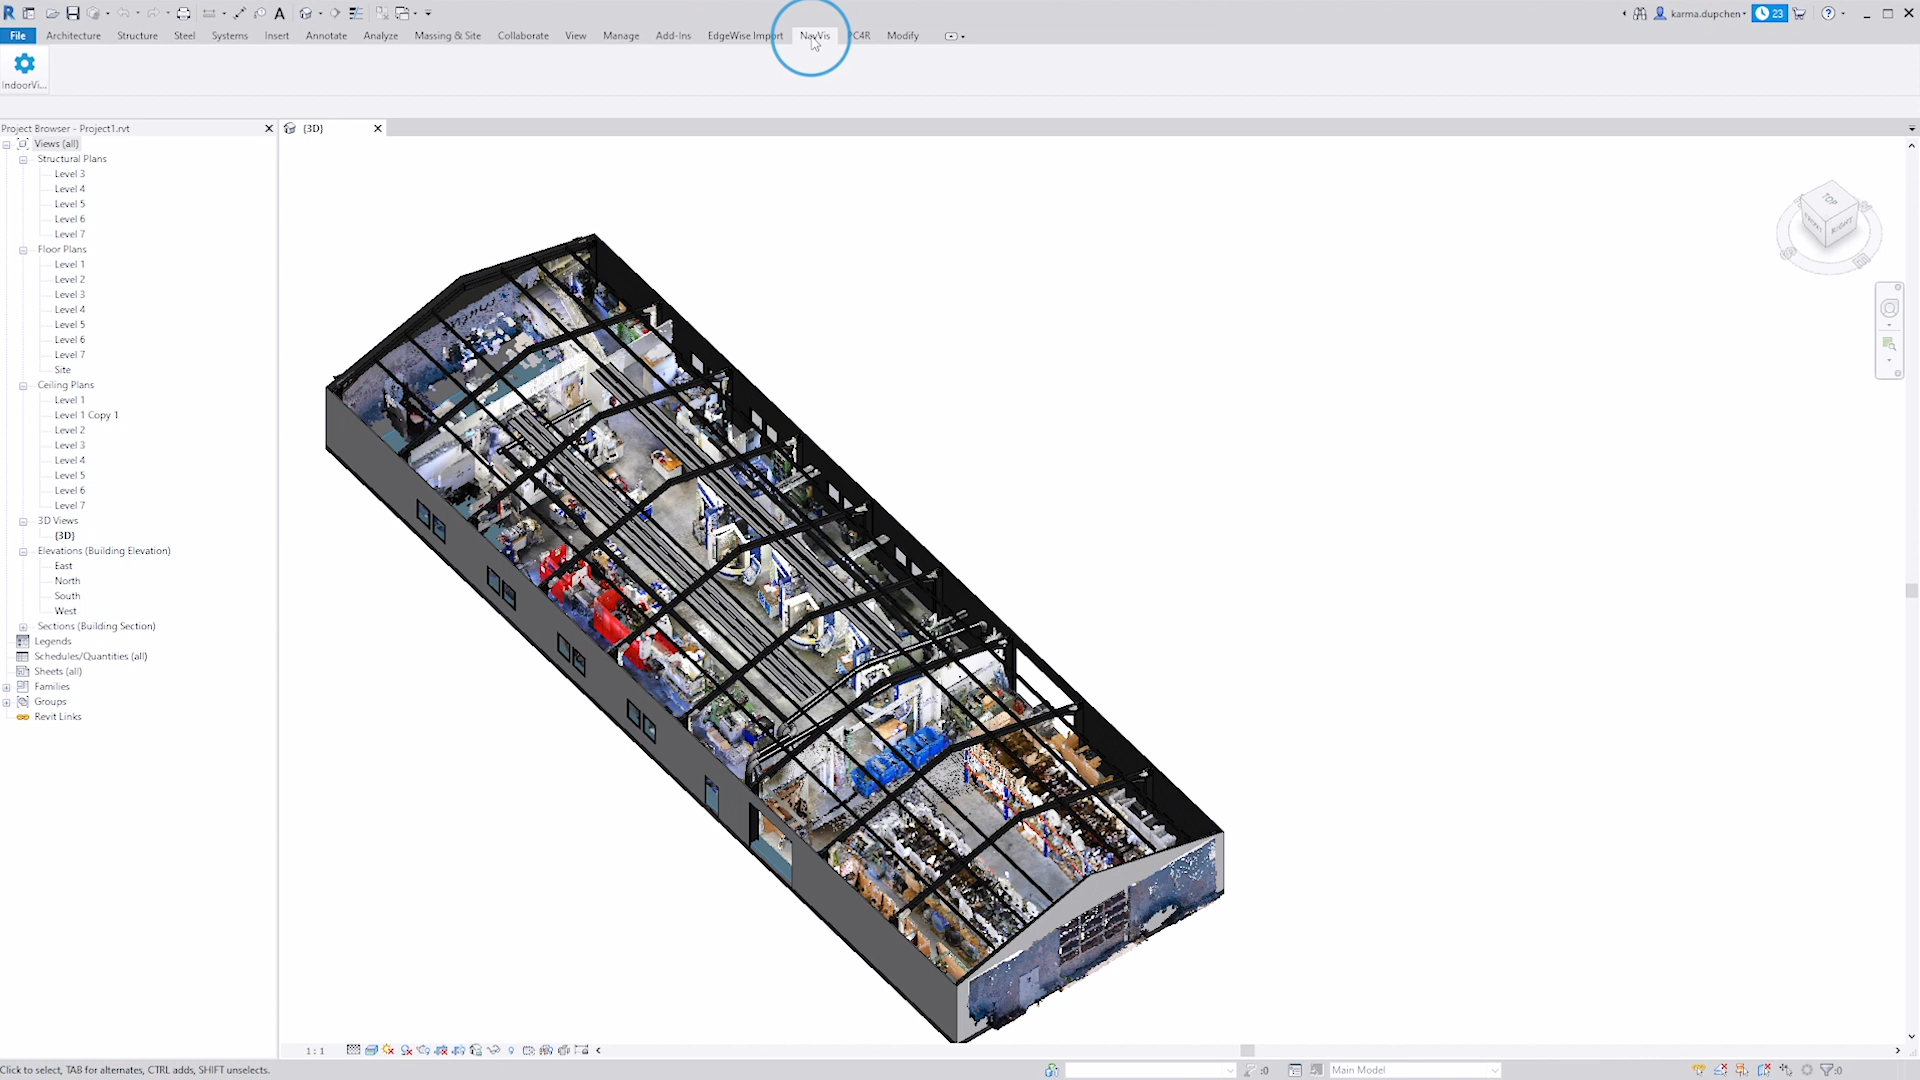 karma.dupchen
23
File Architecture Structure Steel Systems Insert Annotate Analyze Massing & Site Collaborate View Manage Add-Ins EdgeWise Import NavVis PC4R Modify
IndoorVi...
Project Browser - Project1.rvt
{3D}
Views (all)
Structural Plans
Level 3
Level 4
Level 5
Level 6
Level 7
Floor Plans
Level 1
Level 2
Level 3
Level 4
Level 5
Level 6
Level 7
Site
Ceiling Plans
Level 1
Level 1 Copy 1
Level 2
Level 3
Level 4
Level 5
Level 6
Level 7
3D Views
{3D}
Elevations (Building Elevation)
East
North
South
West
Sections (Building Section)
Legends
Schedules/Quantities (all)
Sheets (all)
Families
Groups
Revit Links
TOP
FRONT
RIGHT
1 : 1
Click to select, TAB for alternates, CTRL adds, SHIFT unselects.
:0
Main Model
:0